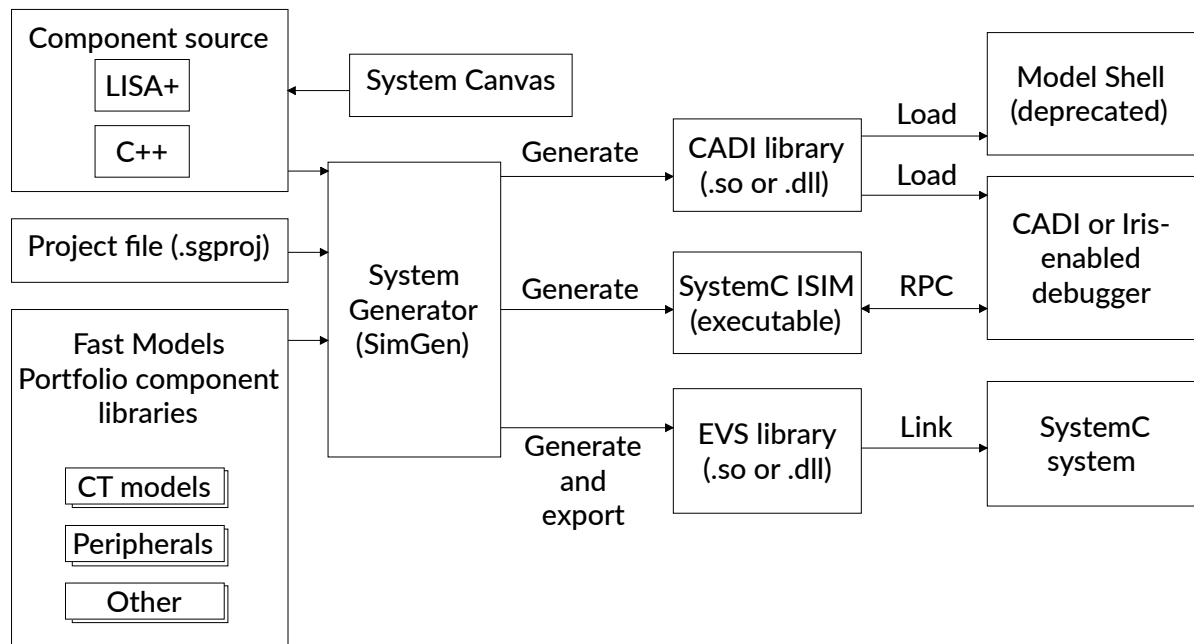 Component source
LISA+
C++
System Canvas
Project file (.sgproj)
Fast Models
Portfolio component
libraries
CT models
Peripherals
Other
System
Generator
(SimGen)
Generate
Generate
Generate
and
export
CADI library
(.so or .dll)
SystemC ISIM
(executable)
EVS library
(.so or .dll)
Load
Load
RPC
Link
Model Shell
(deprecated)
CADI or Iris-
enabled
debugger
SystemC
system